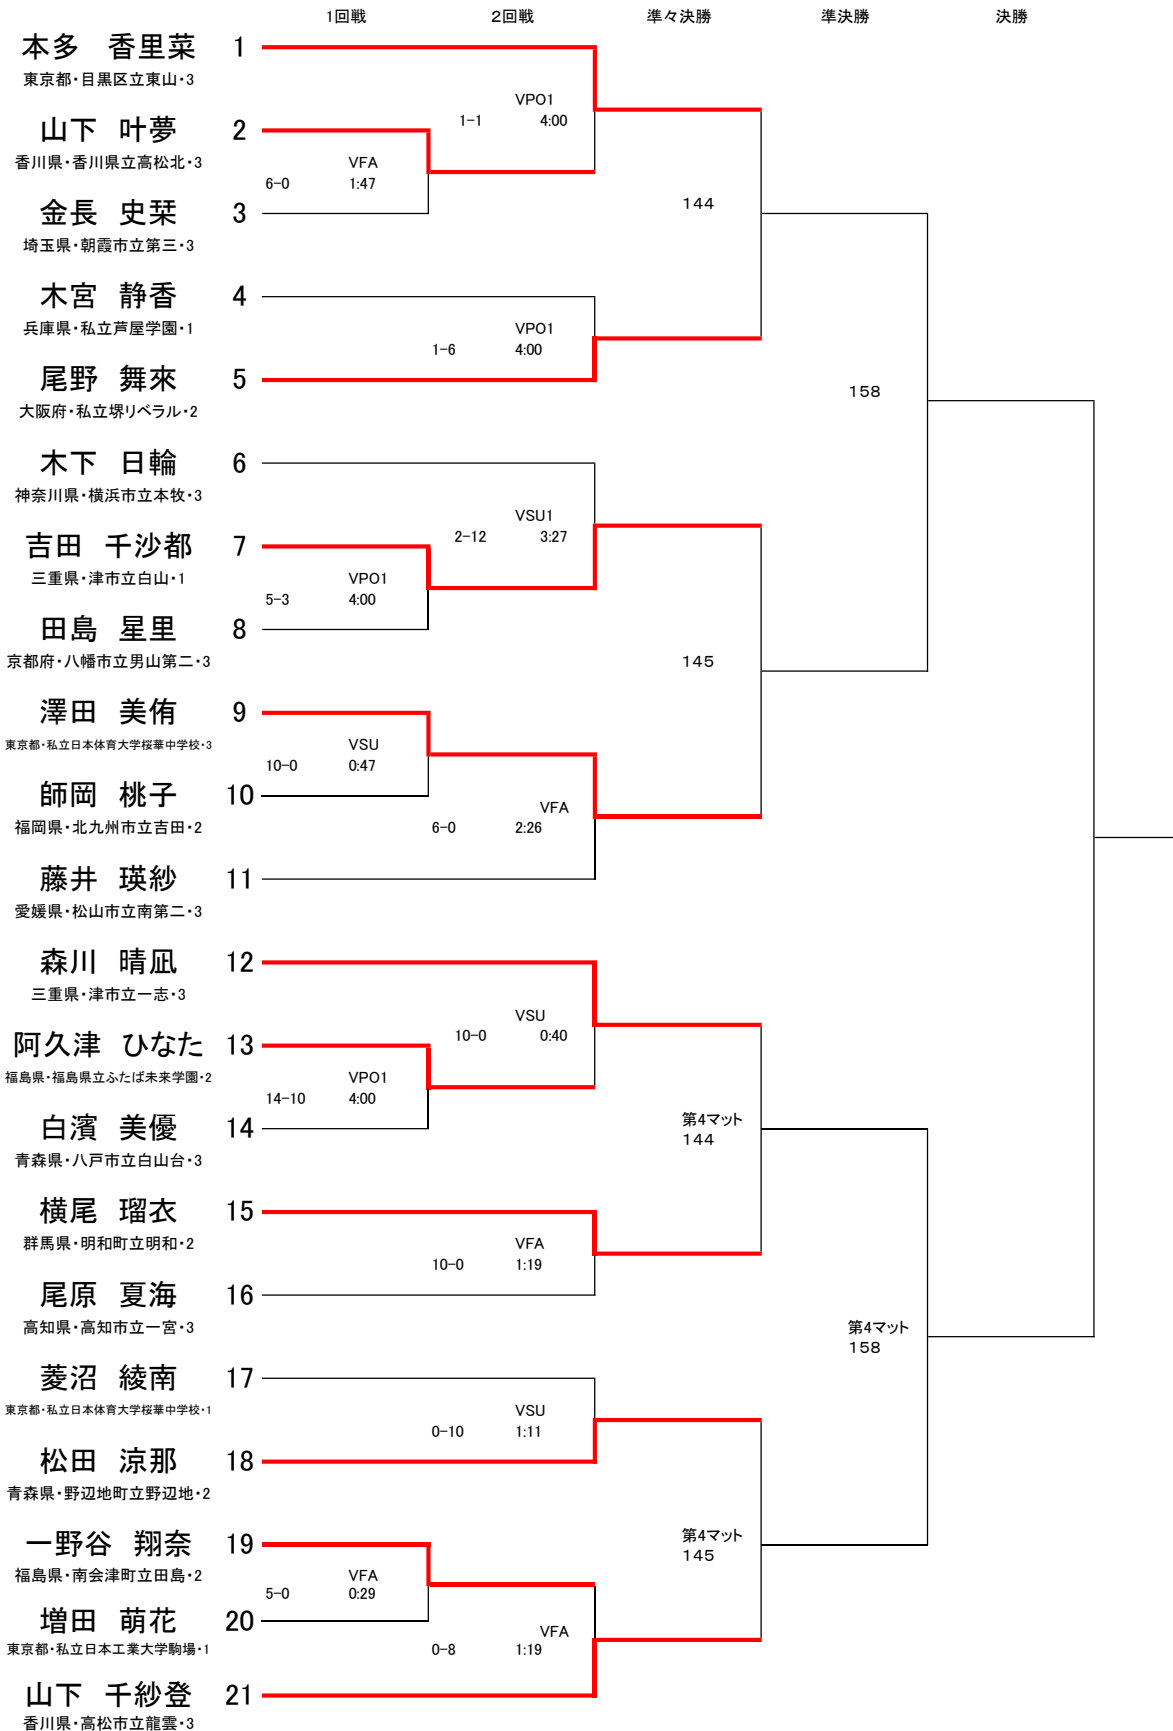 1回戦 2回戦 準々決勝 準決勝 決勝
本多 香里菜 1
東京都・目黒区立東山・3
VPO1
1-1 4:00
山下 叶夢 2
香川県・香川県立高松北・3
VFA
6-0 1:47
金長 史栞 3
埼玉県・朝霞市立第三・3
144
木宮 静香 4
兵庫県・私立芦屋学園・1
VPO1
1-6 4:00
尾野 舞來 5
大阪府・私立堺リベラル・2
158
木下 日輪 6
神奈川県・横浜市立本牧・3
VSU1
2-12 3:27
吉田 千沙都 7
三重県・津市立白山・1
VPO1
5-3 4:00
田島 星里 8
京都府・八幡市立男山第二・3
145
澤田 美侑 9
東京都・私立日本体育大学桜華中学校・3
VSU
10-0 0:47
師岡 桃子 10
福岡県・北九州市立吉田・2
VFA
6-0 2:26
藤井 瑛紗 11
愛媛県・松山市立南第二・3
森川 晴凪 12
三重県・津市立一志・3
VSU
10-0 0:40
阿久津 ひなた 13
福島県・福島県立ふたば未来学園・2
VPO1
14-10 4:00
白濱 美優 14
青森県・八戸市立白山台・3
第4マット
144
横尾 瑠衣 15
群馬県・明和町立明和・2
VFA
10-0 1:19
尾原 夏海 16
高知県・高知市立一宮・3
第4マット
158
菱沼 綾南 17
東京都・私立日本体育大学桜華中学校・1
VSU
0-10 1:11
松田 涼那 18
青森県・野辺地町立野辺地・2
第4マット
145
一野谷 翔奈 19
福島県・南会津町立田島・2
VFA
5-0 0:29
増田 萌花 20
東京都・私立日本工業大学駒場・1
VFA
0-8 1:19
山下 千紗登 21
香川県・高松市立龍雲・3